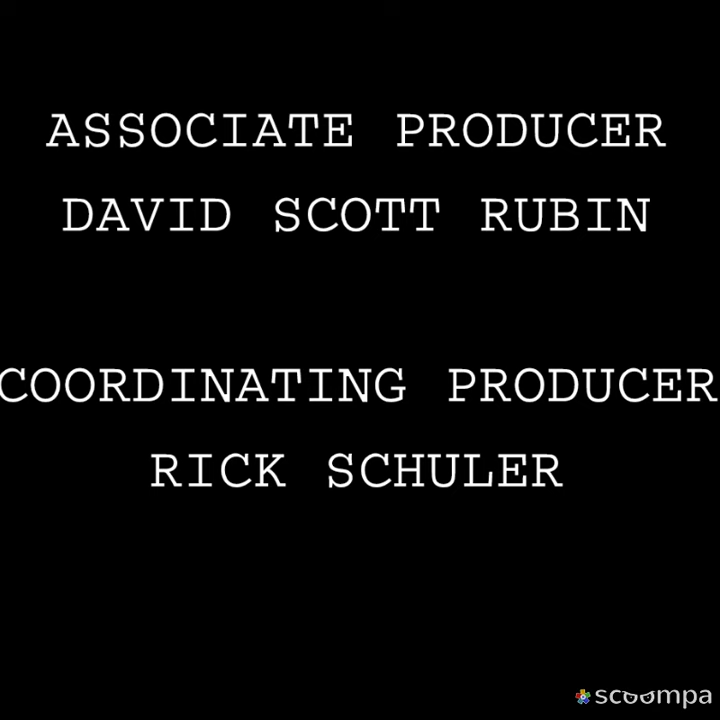 ASSOCIATE PRODUCER
DAVID SCOTT RUBIN
COORDINATING PRODUCER
RICK SCHULER
scoompa